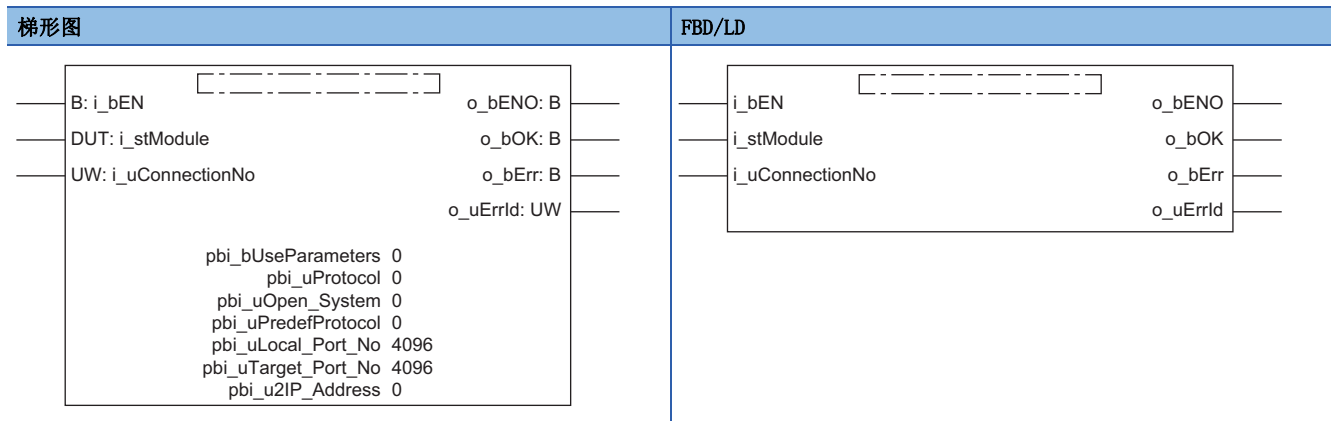 梯形图
FBD/LD
B: i_bEN
o_bENO: B
DUT: i_stModule
o_bOK: B
UW: i_uConnectionNo
o_bErr: B
o_uErrId: UW
pbi_bUseParameters 0
pbi_uProtocol 0
pbi_uOpen_System 0
pbi_uPredefProtocol 0
pbi_uLocal_Port_No 4096
pbi_uTarget_Port_No 4096
pbi_u2IP_Address 0
i_bEN
o_bENO
i_stModule
o_bOK
i_uConnectionNo
o_bErr
o_uErrId